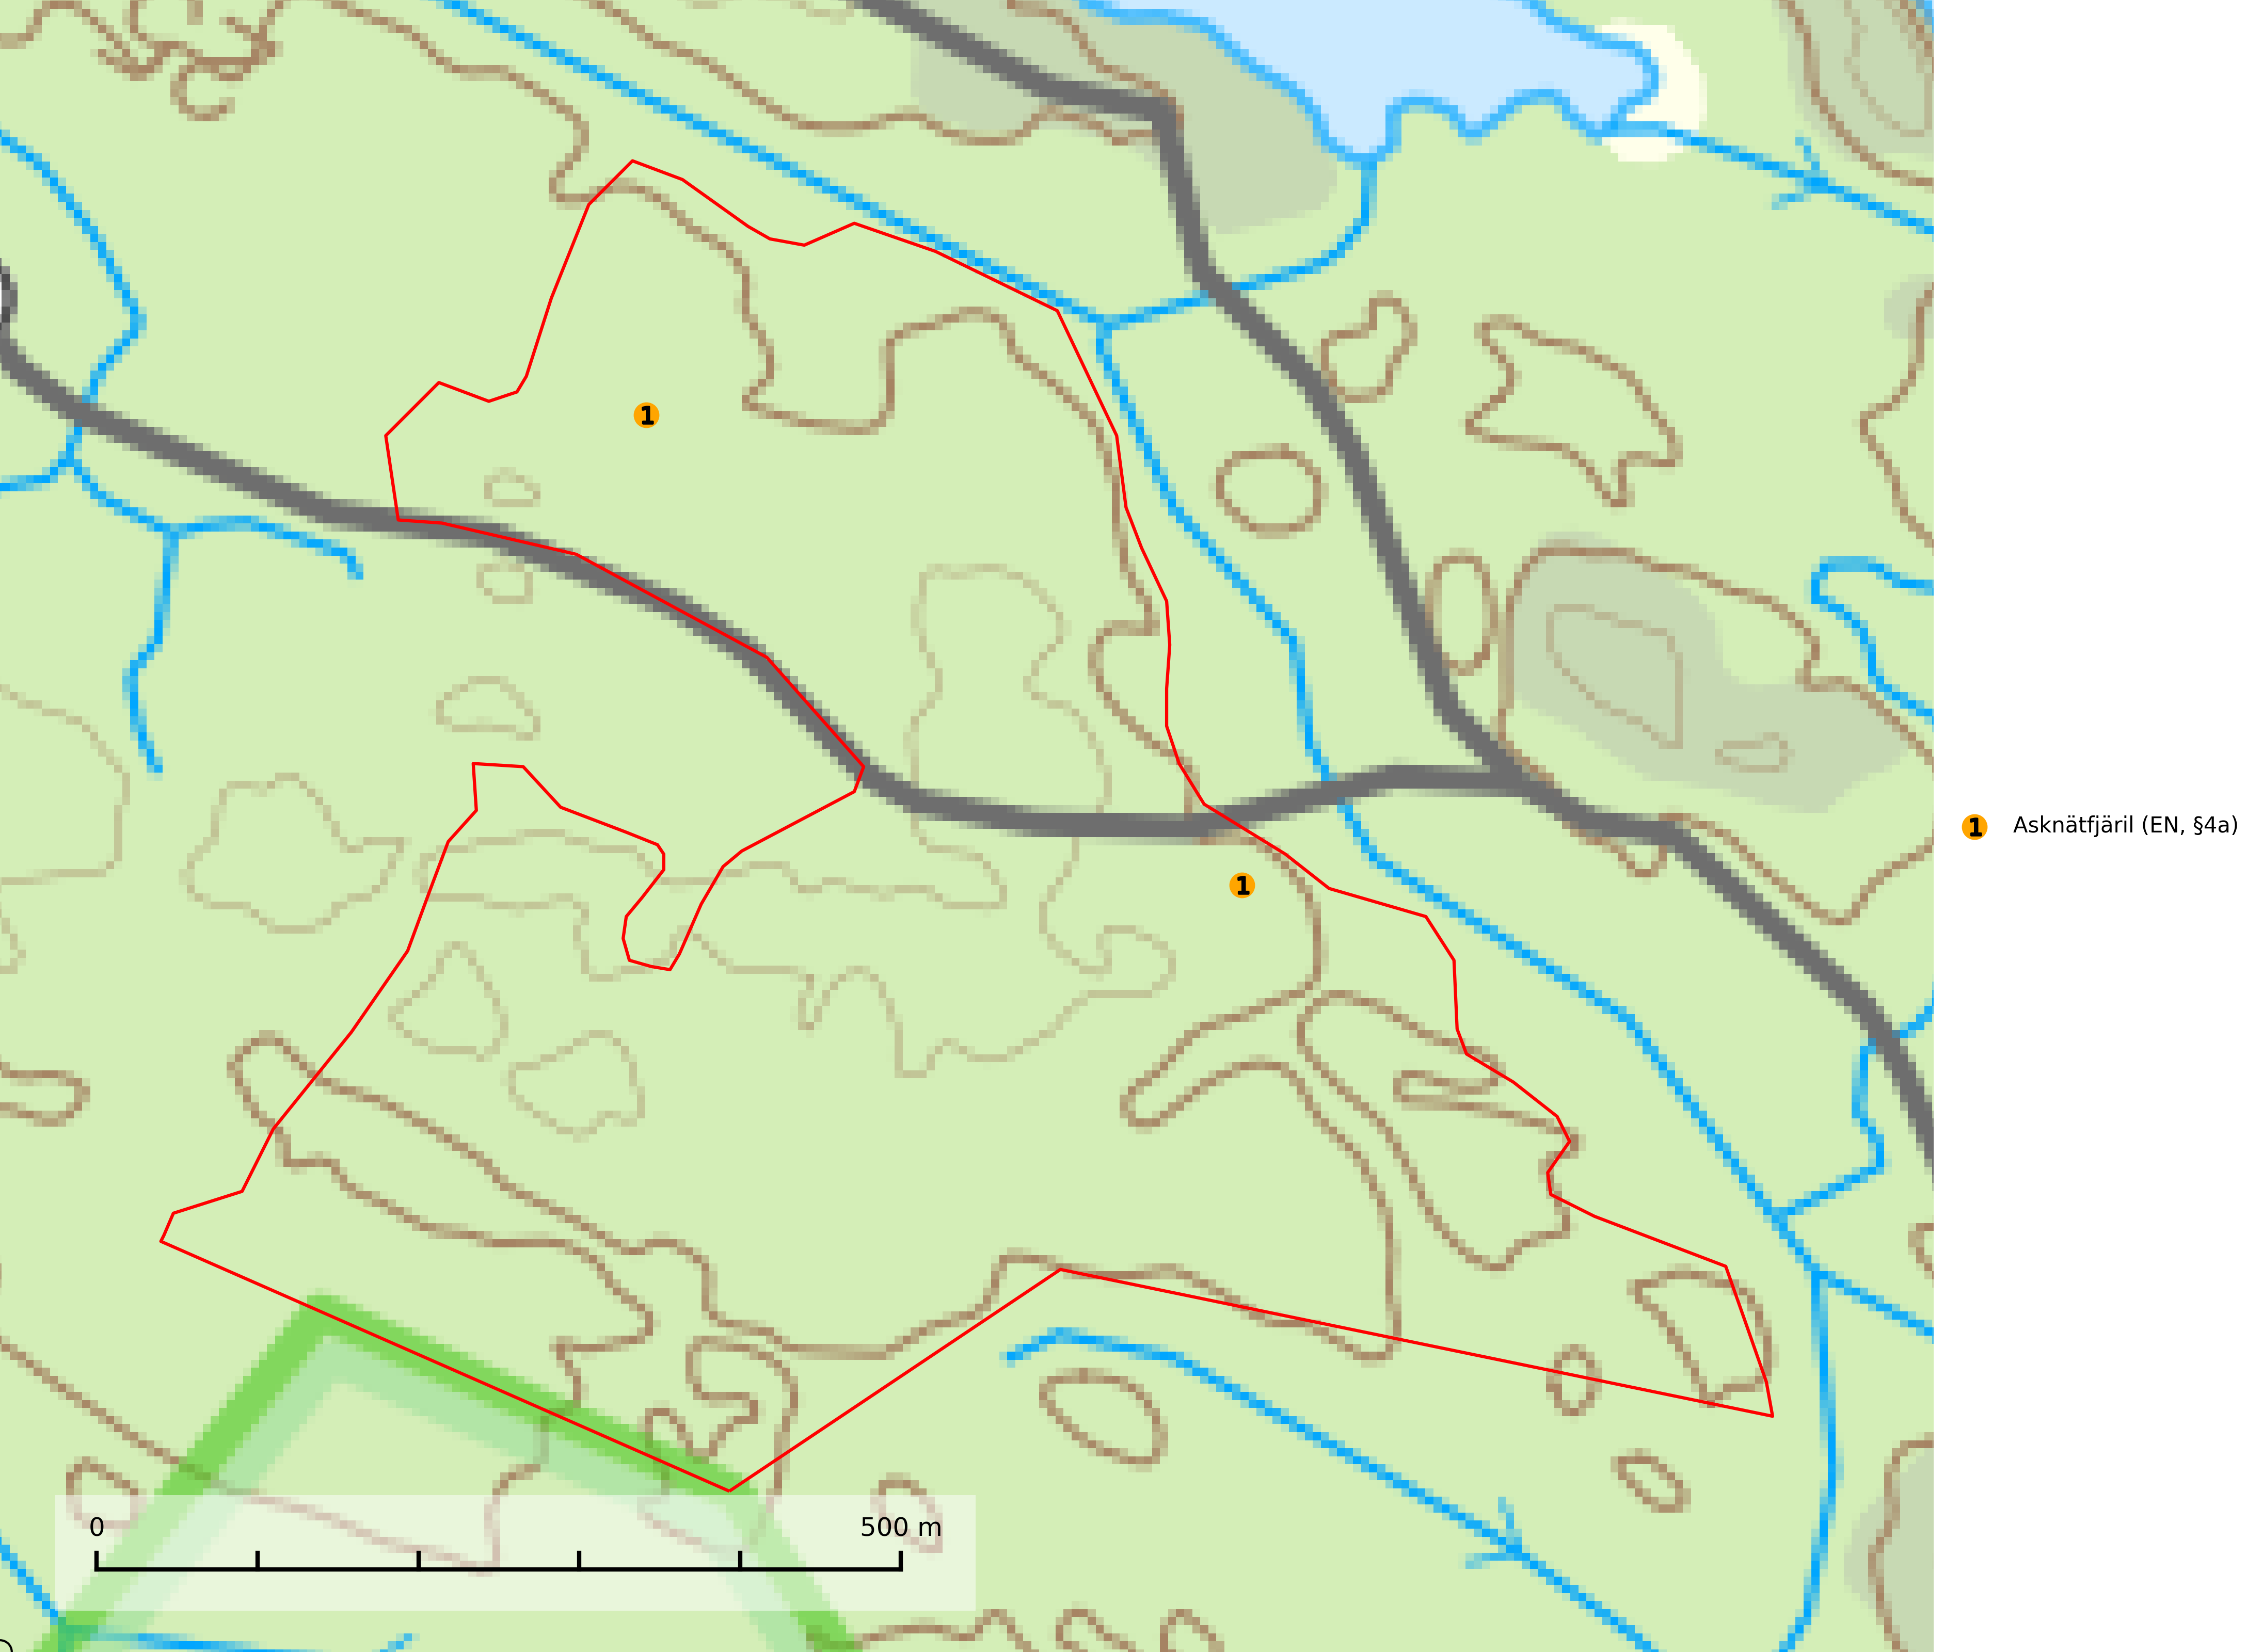 1
1
1 Asknätfjäril (EN, §4a)
0 500 m